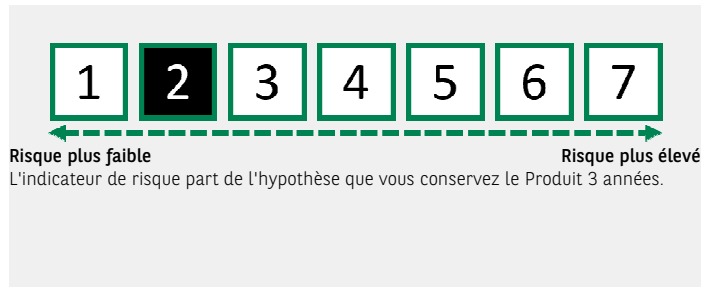 1 2 3 4 5 6 7
Risque plus faible Risque plus élevé
L'indicateur de risque part de l'hypothèse que vous conservez le Produit 3 années.